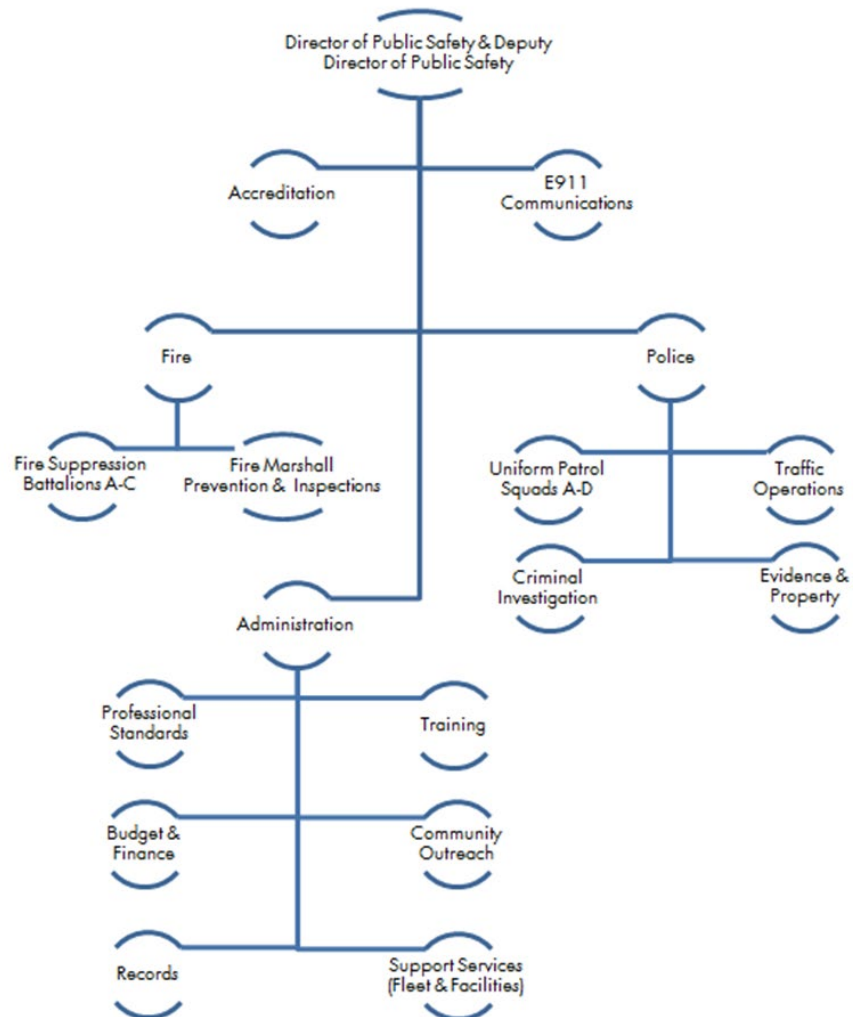 Director of Public Safety & Deputy
Director of Public Safety
Accreditation
E911
Communications
Fire
Police
Fire Suppression
Battalions A-C
Fire Marshall
Prevention & Inspections
Uniform Patrol
Squads A-D
Traffic
Operations
Criminal
Investigation
Evidence &
Property
Administration
Professional
Standards
Training
Budget &
Finance
Community
Outreach
Records
Support Services
(Fleet & Facilities)